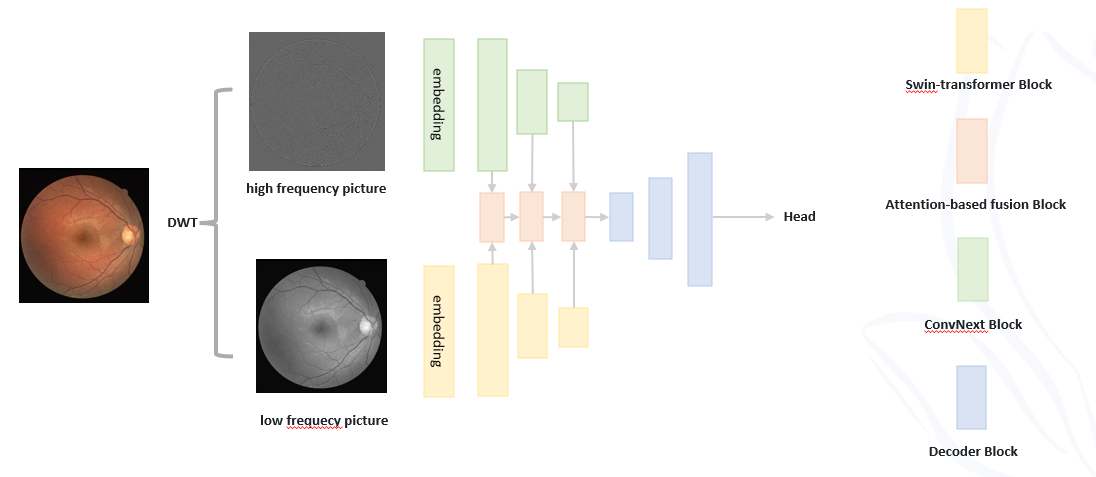 embedding
high frequency picture
DWT
Head
embedding
low frequecy picture
Swin-transformer Block
Attention-based fusion Block
ConvNext Block
Decoder Block